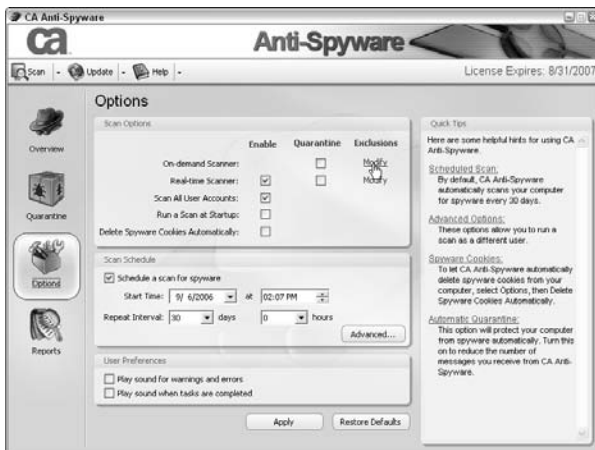 CA Anti-Spyware
ca
Anti-Spyware
Scan
Update
Help
License Expires: 8/31/2007
Overview
Quarantine
Options
Reports
Options
Scan Options
Enable Quarantine Exclusions
On-demand Scanner: Modify
Real-time Scanner: Modify
Scan All User Accounts:
Run a Scan at Startup:
Delete Spyware Cookies Automatically:
Scan Schedule
Schedule a scan for spyware
Start Time: 9/ 6/2006 at 02:07 PM
Repeat Interval: 30 days 0 hours
Advanced...
User Preferences
Play sound for warnings and errors
Play sound when tasks are completed
Apply Restore Defaults
Quick Tips
Here are some helpful hints for using CA
Anti-Spyware.
Scheduled Scan:
By default, CA Anti-Spyware
automatically scans your computer
for spyware every 30 days.
Advanced Options:
These options allow you to run a
scan as a different user.
Spyware Cookies:
To let CA Anti-Spyware automatically
delete spyware cookies from your
computer, select Options, then Delete
Spyware Cookies Automatically.
Automatic Quarantine:
This option will protect your computer
from spyware automatically. Turn this
on to reduce the number of
messages you receive from CA Anti-
Spyware.